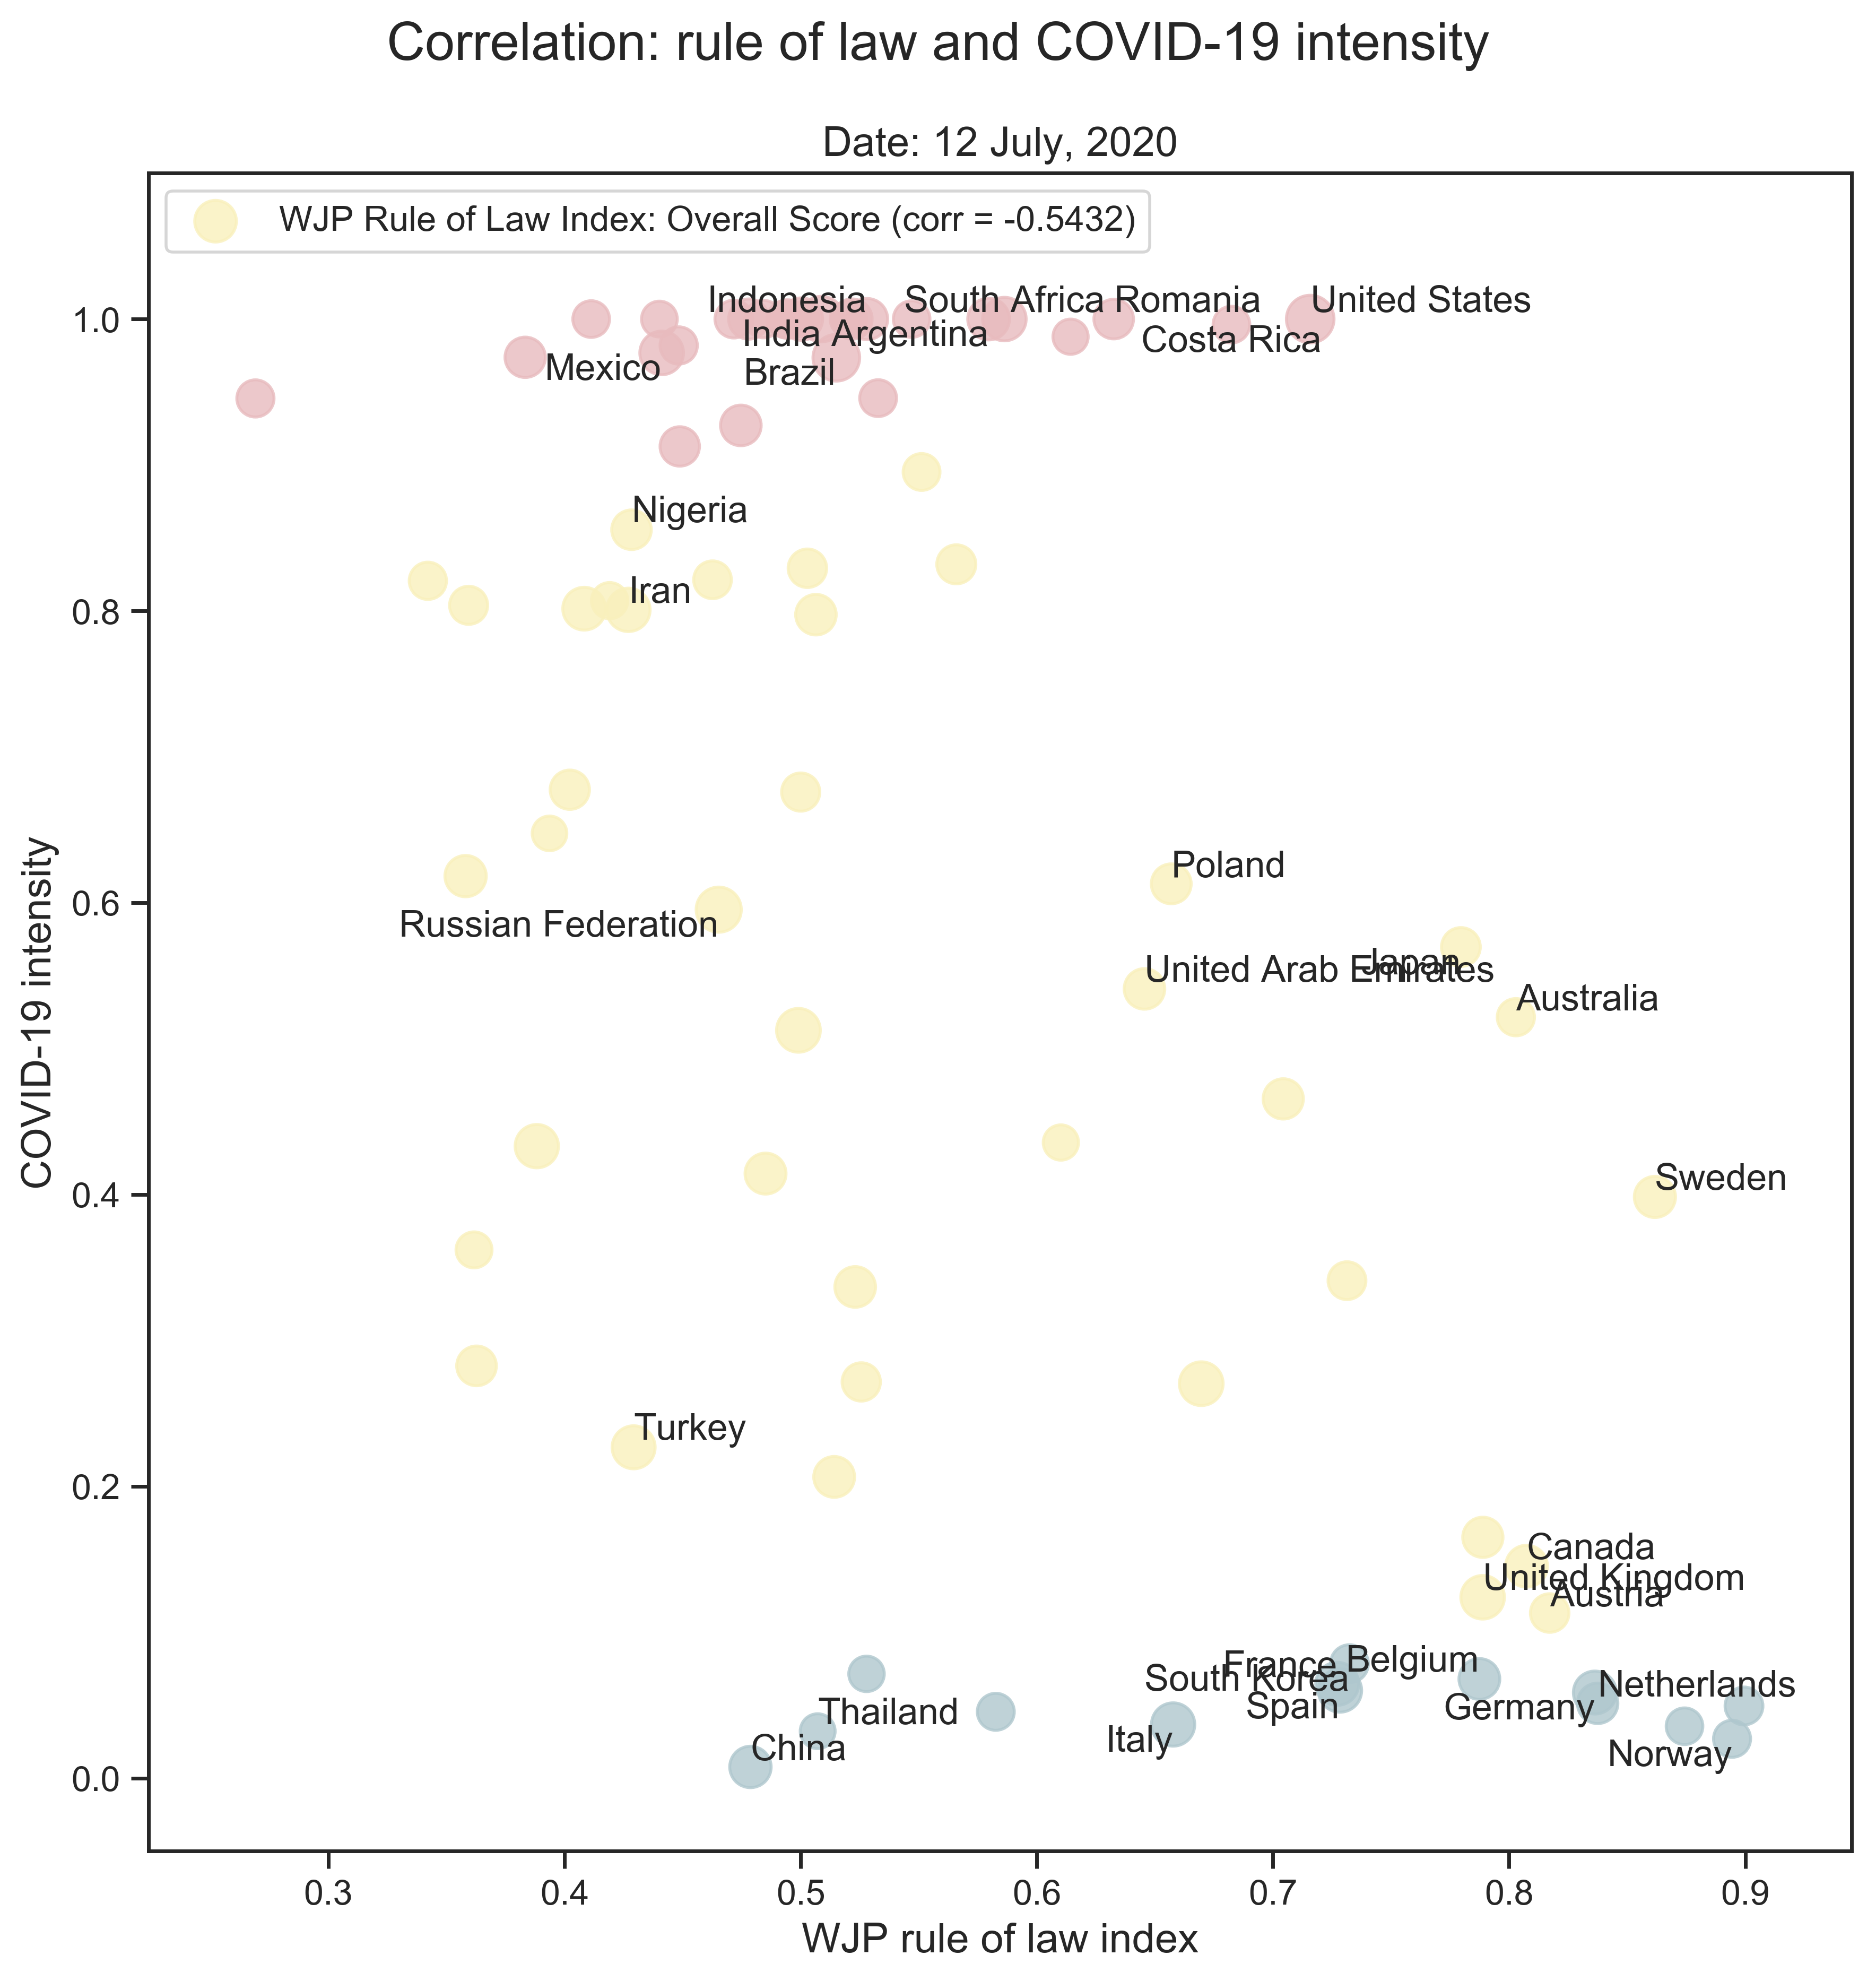 Correlation: rule of law and COVID-19 intensity
Date: 12 July, 2020
WJP Rule of Law Index: Overall Score (corr = -0.5432)
Indonesia
South Africa
Romania
United States
India
Argentina
Costa Rica
Mexico
Brazil
Nigeria
Iran
Poland
Russian Federation
Japan
United Arab Emirates
Australia
Sweden
Turkey
Canada
United Kingdom
Austria
France
Belgium
South Korea
Netherlands
Spain
Germany
Thailand
Italy
China
Norway
1.0
0.8
0.6
0.4
0.2
0.0
COVID-19 intensity
0.3 0.4 0.5 0.6 0.7 0.8 0.9
WJP rule of law index